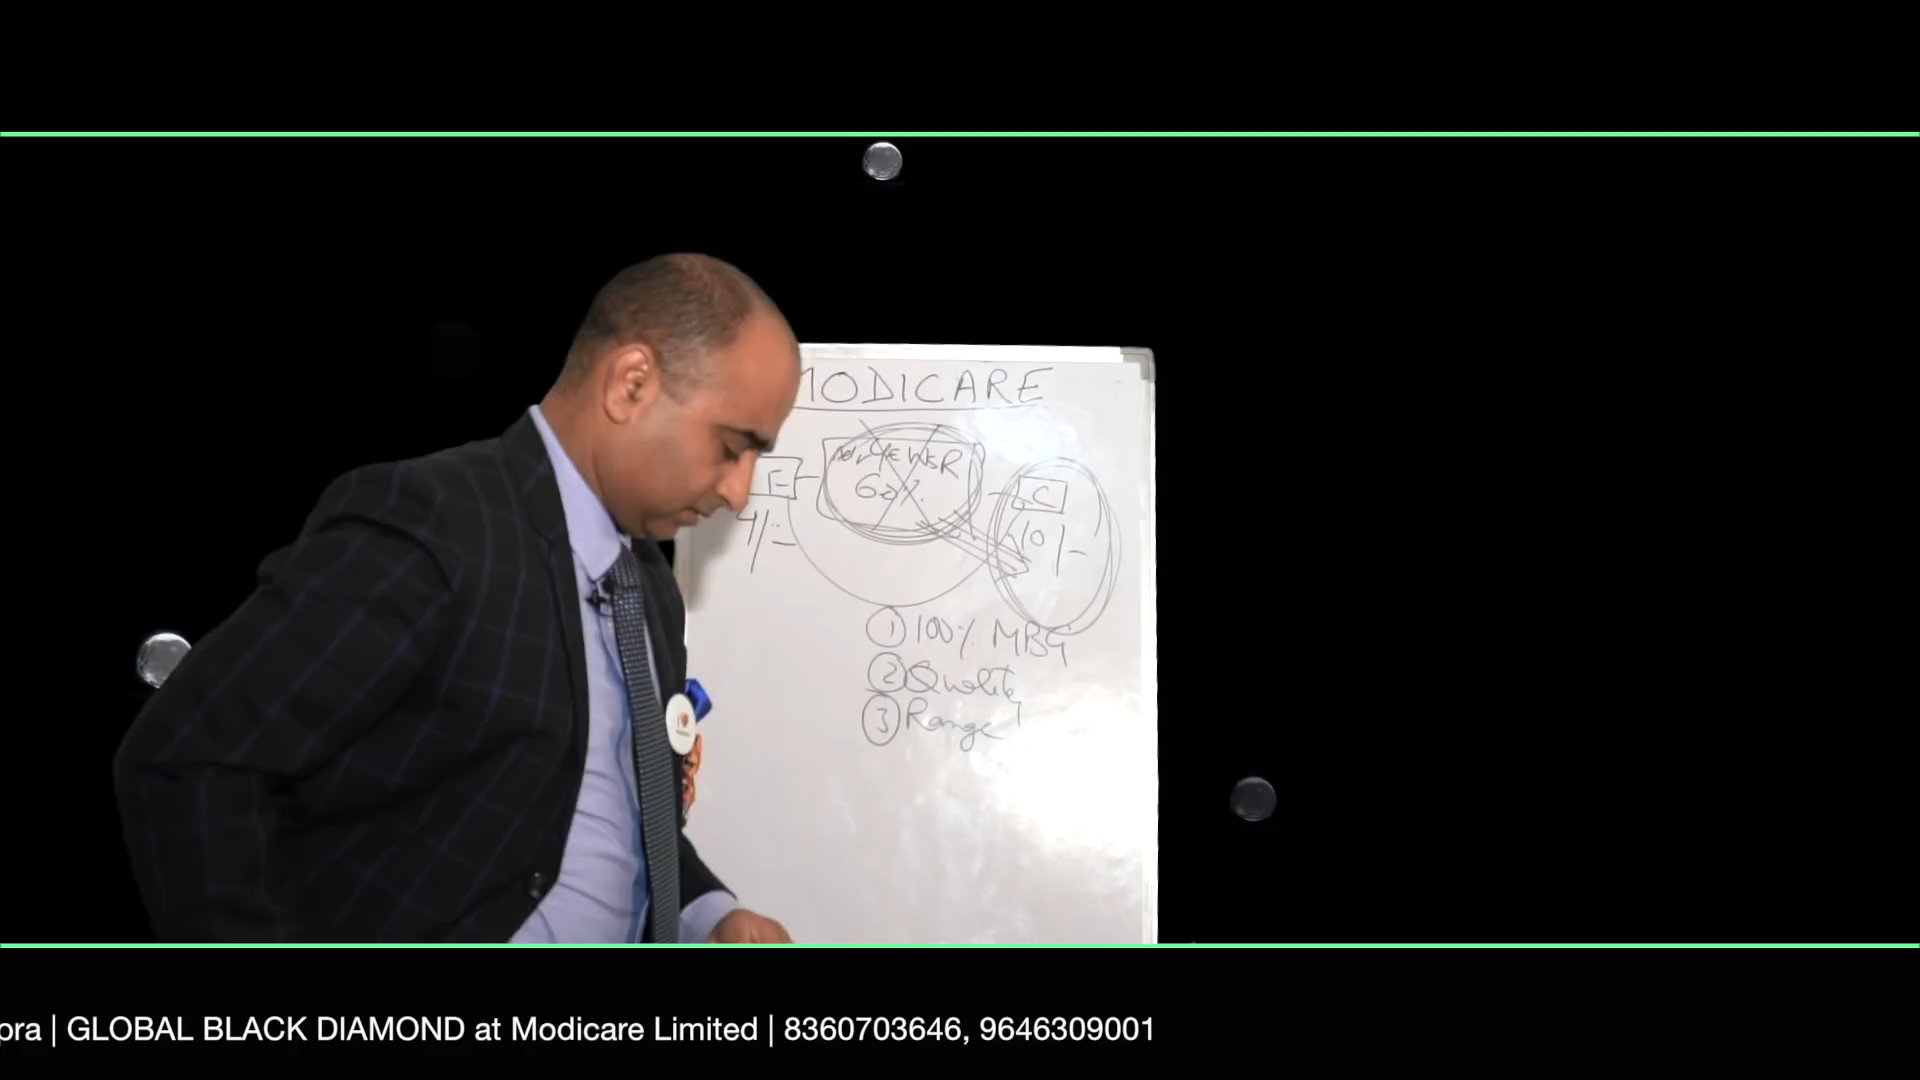 MODICARE
60%
C
4/-
10/-
① 100% MBG
② Quality
③ Range
pra | GLOBAL BLACK DIAMOND at Modicare Limited | 8360703646, 9646309001